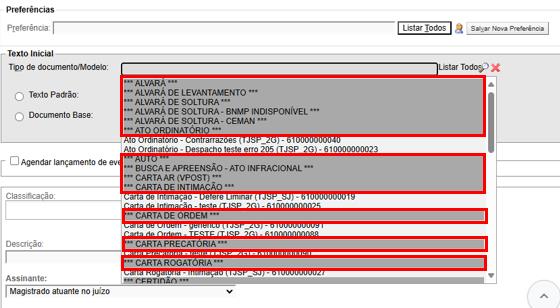 Preferências
Preferência:
Listar Todos
Salvar Nova Preferência
Texto Inicial
Tipo de documento/Modelo:
Listar Todos
Texto Padrão:
Documento Base:
*** ALVARÁ ***
*** ALVARÁ DE LEVANTAMENTO ***
*** ALVARÁ DE SOLTURA ***
*** ALVARÁ DE SOLTURA - BNMP INDISPONÍVEL ***
*** ALVARÁ DE SOLTURA - CEMAN ***
*** ATO ORDINATÓRIO ***
Ato Ordinatório - Contrarrazões (TJSP_2G) - 610000000040
Ato Ordinatório - Despacho teste erro 205 (TJSP_2G) - 610000000023
*** AUTO ***
*** BUSCA E APREENSÃO - ATO INFRACIONAL ***
*** CARTA AR (VPOST) ***
*** CARTA DE INTIMAÇÃO ***
Carta de Intimação - Defere Liminar (TJSP_SJ) - 610000000019
Carta de Intimação - teste (TJSP_2G) - 610000000025
*** CARTA DE ORDEM ***
Carta de Ordem - genérico (TJSP_2G) - 610000000091
Carta de Ordem - TESTE (TJSP_2G) - 610000000088
*** CARTA PRECATÓRIA ***
*** CARTA ROGATÓRIA ***
Carta Rogatória - Intimação (TJSP_SJ) - 610000000027
*** CERTIDÃO ***
Agendar lançamento de eve
Classificação:
Descrição:
Assinante:
Magistrado atuante no juízo